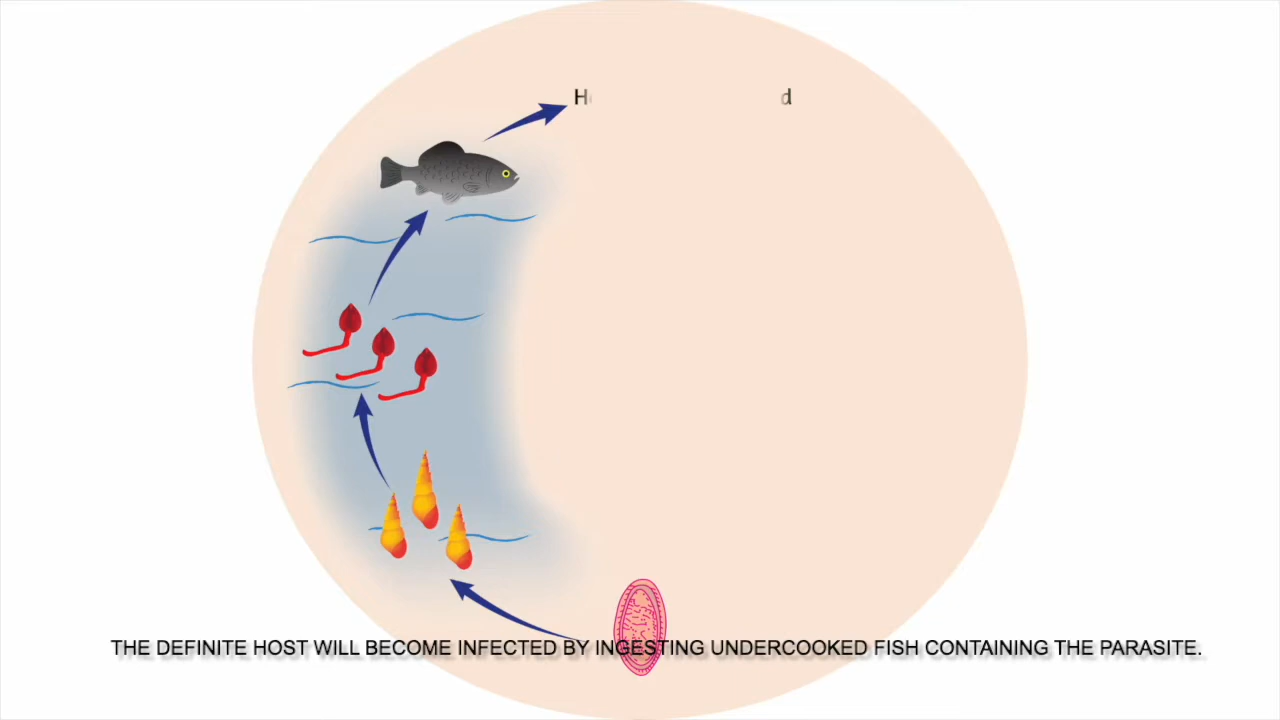 H d
THE DEFINITE HOST WILL BECOME INFECTED BY INGESTING UNDERCOOKED FISH CONTAINING THE PARASITE.